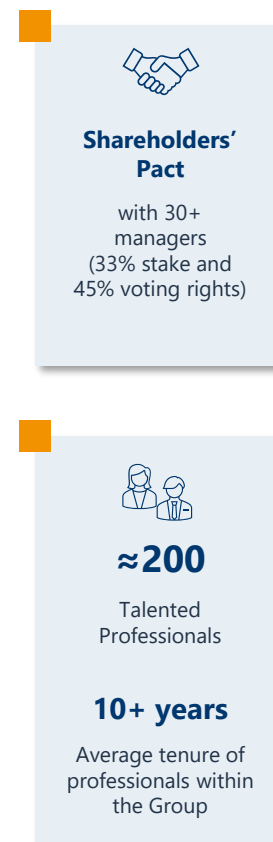 Shareholders’
Pact
with 30+
managers
(33% stake and
45% voting rights)
≈200
Talented
Professionals
10+ years
Average tenure of
professionals within
the Group